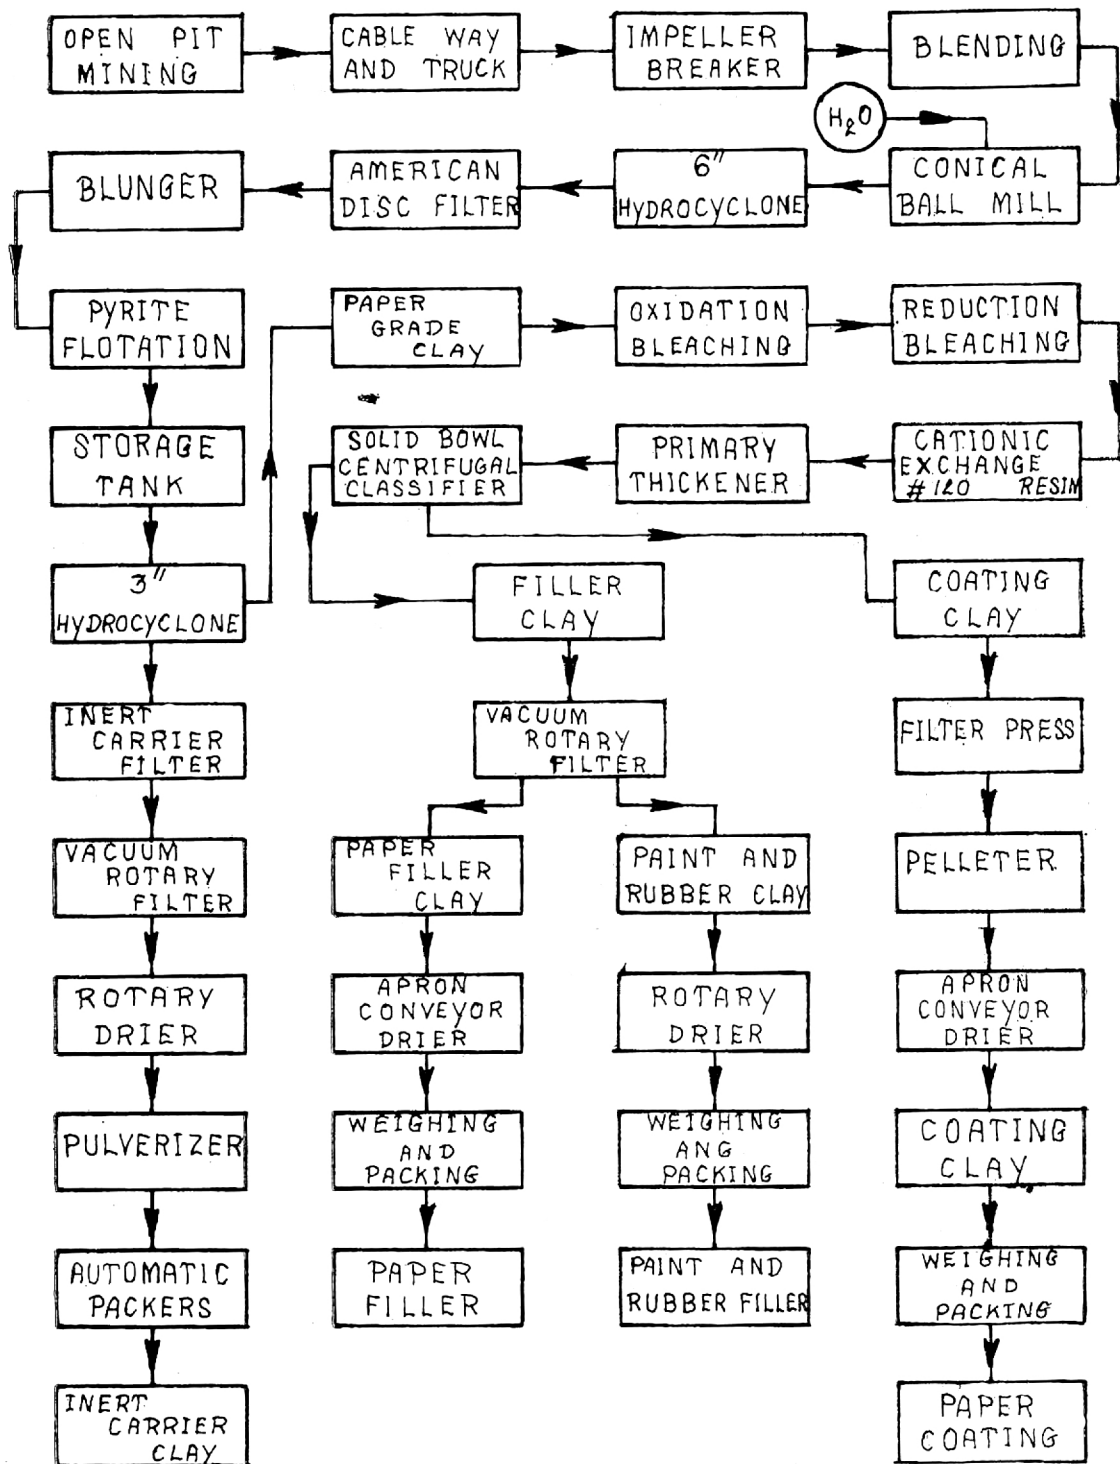 OPEN PIT
MINING
CABLE WAY
AND TRUCK
IMPELLER
BREAKER
BLENDING
H₂O
CONICAL
BALL MILL
6"
HYDROCYCLONE
AMERICAN
DISC FILTER
BLUNGER
PYRITE
FLOTATION
STORAGE
TANK
3"
HYDROCYCLONE
PAPER
GRADE
CLAY
OXIDATION
BLEACHING
REDUCTION
BLEACHING
CATIONIC
EXCHANGE
#120 RESIN
PRIMARY
THICKENER
SOLID BOWL
CENTRIFUGAL
CLASSIFIER
FILLER
CLAY
COATING
CLAY
INERT
CARRIER
FILTER
VACUUM
ROTARY
FILTER
FILTER PRESS
VACUUM
ROTARY
FILTER
PAPER
FILLER
CLAY
PAINT AND
RUBBER CLAY
PELLETER
ROTARY
DRIER
APRON
CONVEYOR
DRIER
ROTARY
DRIER
APRON
CONVEYOR
DRIER
PULVERIZER
WEIGHING
AND
PACKING
WEIGHING
ANG
PACKING
COATING
CLAY
AUTOMATIC
PACKERS
PAPER
FILLER
PAINT AND
RUBBER FILLER
WEIGHING
AND
PACKING
INERT
CARRIER
CLAY
PAPER
COATING